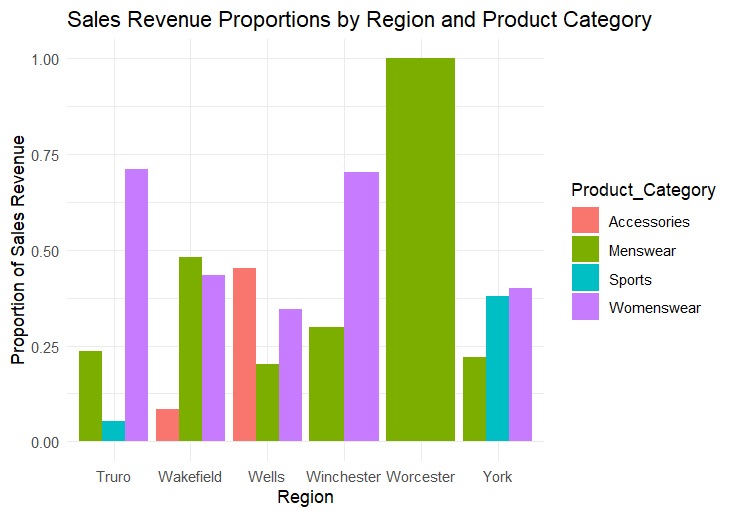 Sales Revenue Proportions by Region and Product Category
Proportion of Sales Revenue
1.00
0.75
0.50
0.25
0.00
Truro Wakefield Wells Winchester Worcester York
Region
Product_Category
Accessories
Menswear
Sports
Womenswear